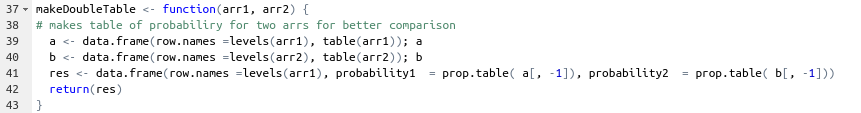 37 makeDoubleTable <- function(arr1, arr2) {
38 # makes table of probabiliry for two arrs for better comparison
39   a <- data.frame(row.names =levels(arr1), table(arr1)); a
40   b <- data.frame(row.names =levels(arr2), table(arr2)); b
41   res <- data.frame(row.names =levels(arr1), probability1  = prop.table( a[, -1]), probability2  = prop.table( b[, -1]))
42   return(res)
43 }